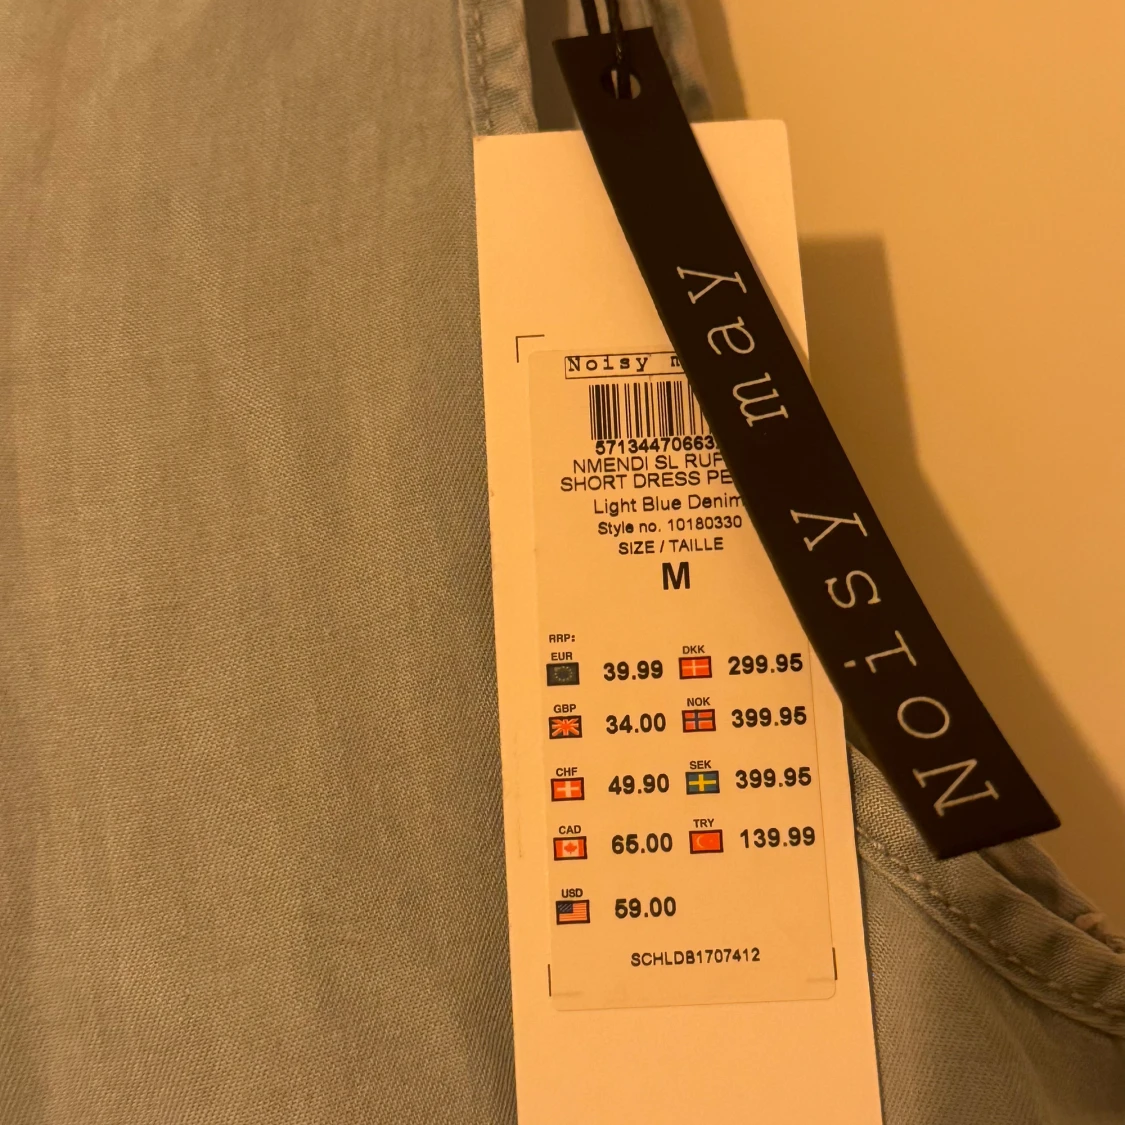 Noisy may
Noisy
57134470663
NMENDI SL RUF
SHORT DRESS PE
Light Blue Denim
Style no. 10180330
SIZE / TAILLE
M
RRP:
EUR 39.99 DKK 299.95
GBP 34.00 NOK 399.95
CHF 49.90 SEK 399.95
CAD 65.00 TRY 139.99
USD 59.00
SCHLDB1707412